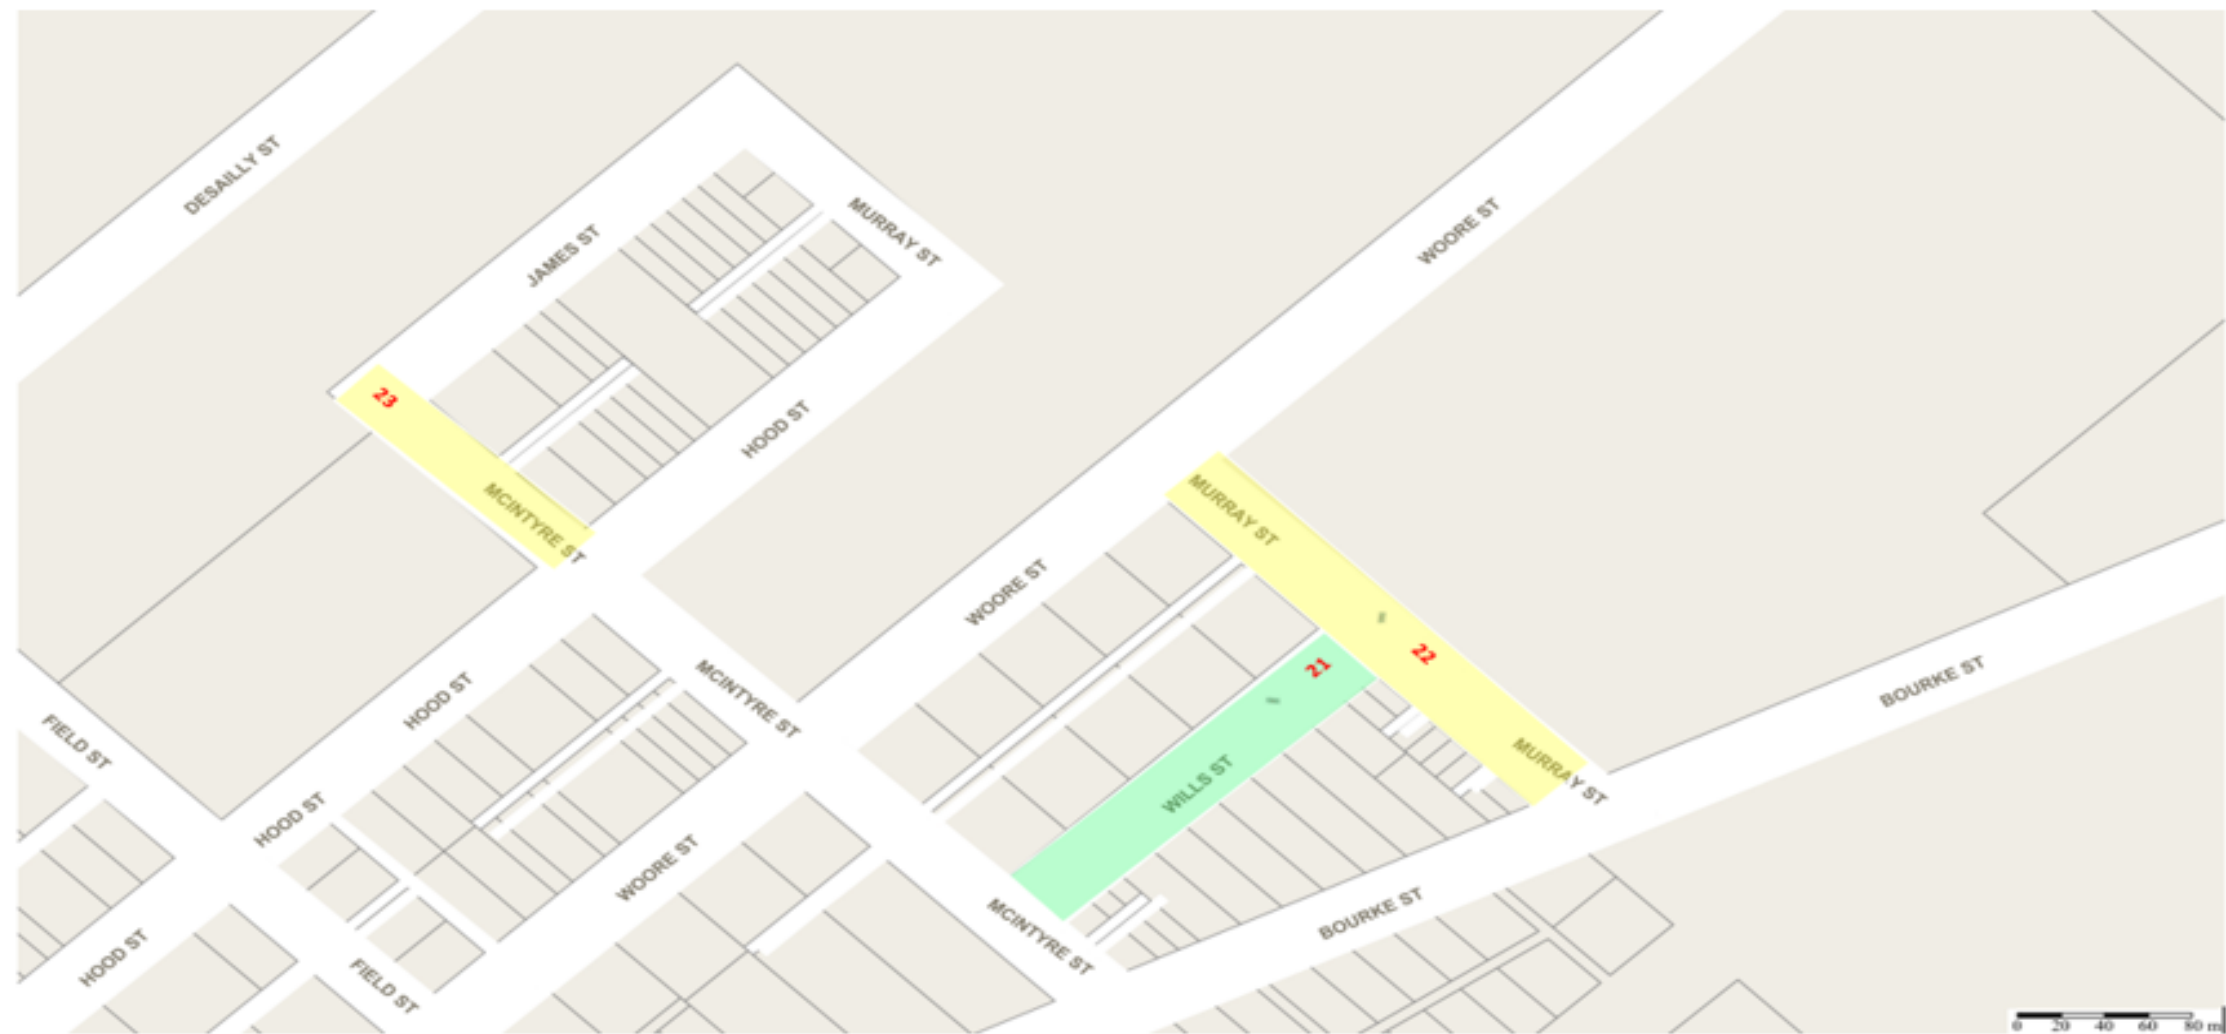 DESAILLY ST
JAMES ST
MURRAY ST
WOORE ST
23
HOOD ST
MCINTYRE ST
MURRAY ST
WOORE ST
22
21
HOOD ST
MCINTYRE ST
BOURKE ST
FIELD ST
WILLS ST
MURRAY ST
HOOD ST
WOORE ST
BOURKE ST
MCINTYRE ST
HOOD ST
FIELD ST
0 20 40 60 80 m